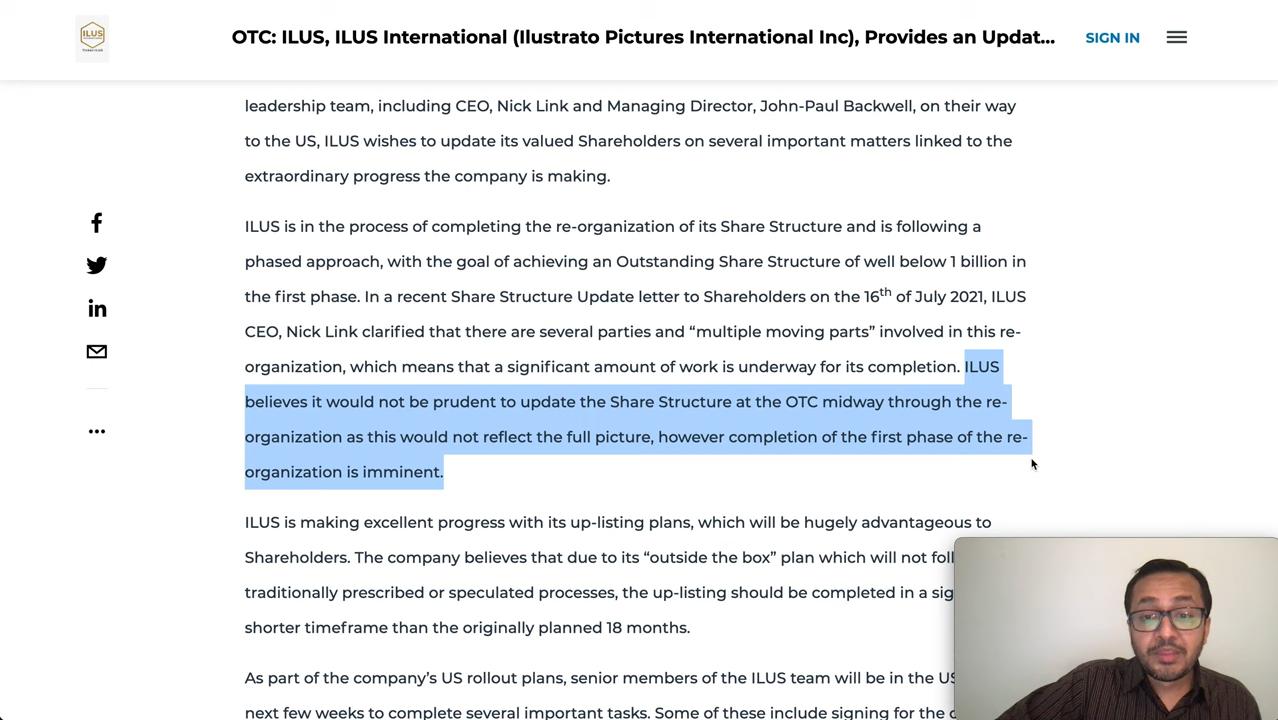 ILUS
OTC: ILUS, ILUS International (Ilustrato Pictures International Inc), Provides an Updat...
SIGN IN
leadership team, including CEO, Nick Link and Managing Director, John-Paul Backwell, on their way
to the US, ILUS wishes to update its valued Shareholders on several important matters linked to the
extraordinary progress the company is making.
ILUS is in the process of completing the re-organization of its Share Structure and is following a
phased approach, with the goal of achieving an Outstanding Share Structure of well below 1 billion in
the first phase. In a recent Share Structure Update letter to Shareholders on the 16th of July 2021, ILUS
CEO, Nick Link clarified that there are several parties and “multiple moving parts” involved in this re-
organization, which means that a significant amount of work is underway for its completion. ILUS
believes it would not be prudent to update the Share Structure at the OTC midway through the re-
organization as this would not reflect the full picture, however completion of the first phase of the re-
organization is imminent.
ILUS is making excellent progress with its up-listing plans, which will be hugely advantageous to
Shareholders. The company believes that due to its “outside the box” plan which will not
traditionally prescribed or speculated processes, the up-listing should be completed in a
shorter timeframe than the originally planned 18 months.
As part of the company’s US rollout plans, senior members of the ILUS team will be in the
next few weeks to complete several important tasks. Some of these include signing for the